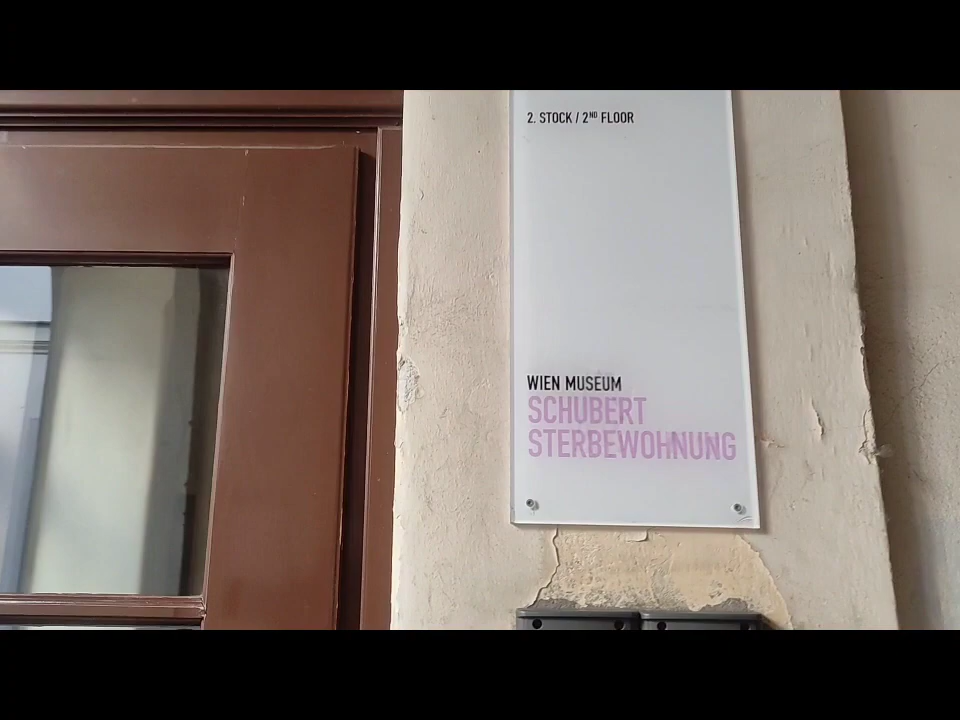 2. STOCK / 2ND FLOOR
WIEN MUSEUM
SCHUBERT
STERBEWOHNUNG